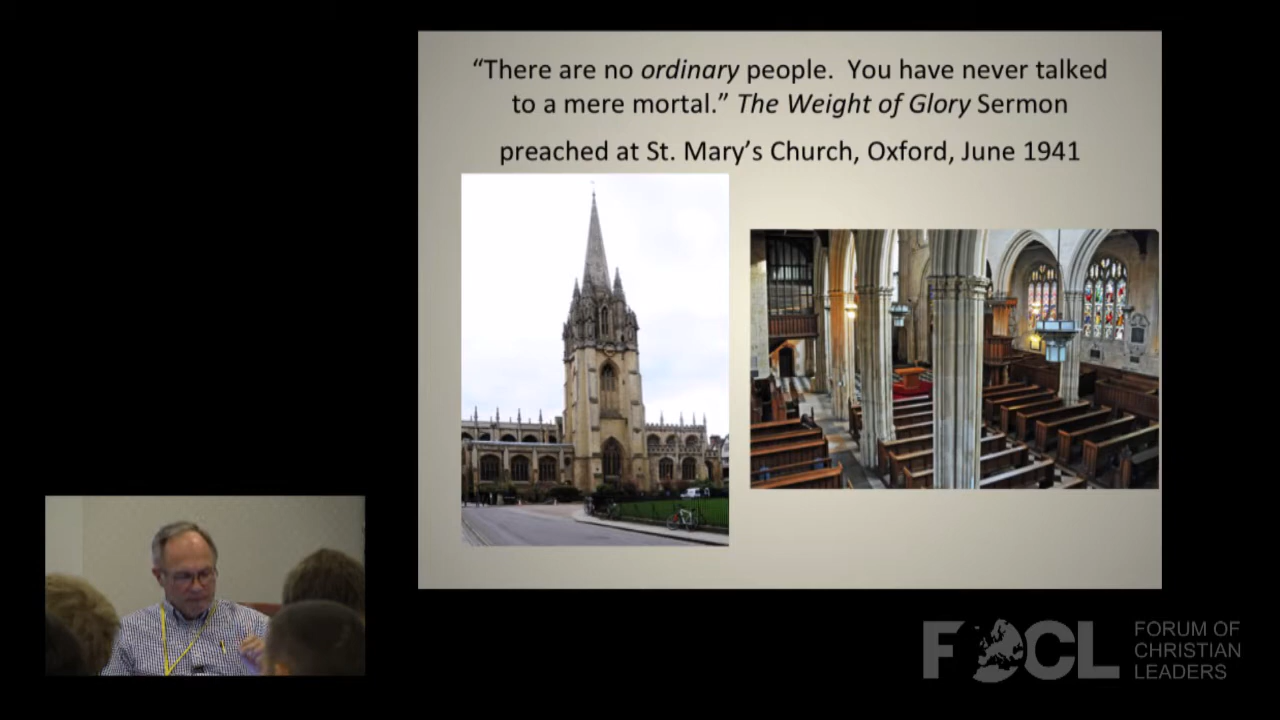 “There are no ordinary people.  You have never talked
to a mere mortal.” The Weight of Glory Sermon
preached at St. Mary’s Church, Oxford, June 1941
FOCL
FORUM OF
CHRISTIAN
LEADERS